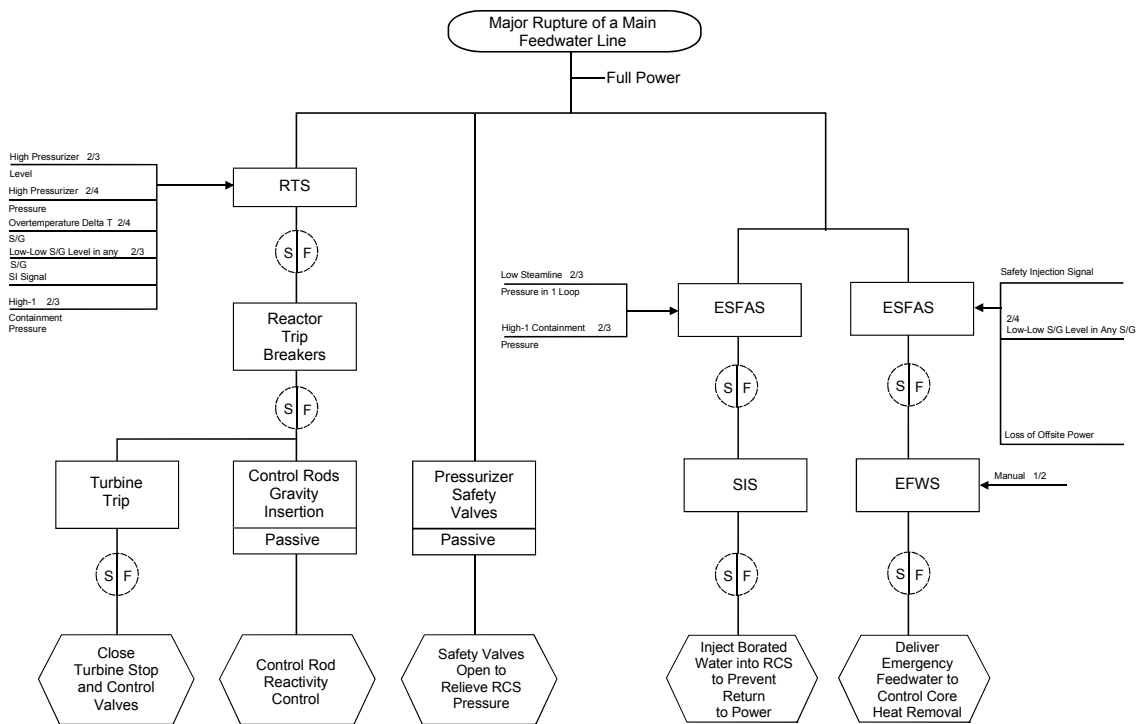 Major Rupture of a Main
Feedwater Line
Full Power
High Pressurizer 2/3
Level
High Pressurizer 2/4
Pressure
Overtemperature Delta T 2/4
S/G
Low-Low S/G Level in any 2/3
S/G
SI Signal
High-1 2/3
Containment
Pressure
RTS
S F
Reactor
Trip
Breakers
S F
Turbine
Trip
S F
Close
Turbine Stop
and Control
Valves
Control Rods
Gravity
Insertion
Passive
Control Rod
Reactivity
Control
Pressurizer
Safety
Valves
Passive
Safety Valves
Open to
Relieve RCS
Pressure
Low Steamline 2/3
Pressure in 1 Loop
High-1 Containment 2/3
Pressure
ESFAS
S F
SIS
S F
Inject Borated
Water into RCS
to Prevent
Return
to Power
Safety Injection Signal
2/4
Low-Low S/G Level in Any S/G
Loss of Offsite Power
ESFAS
S F
EFWS
Manual 1/2
S F
Deliver
Emergency
Feedwater to
Control Core
Heat Removal